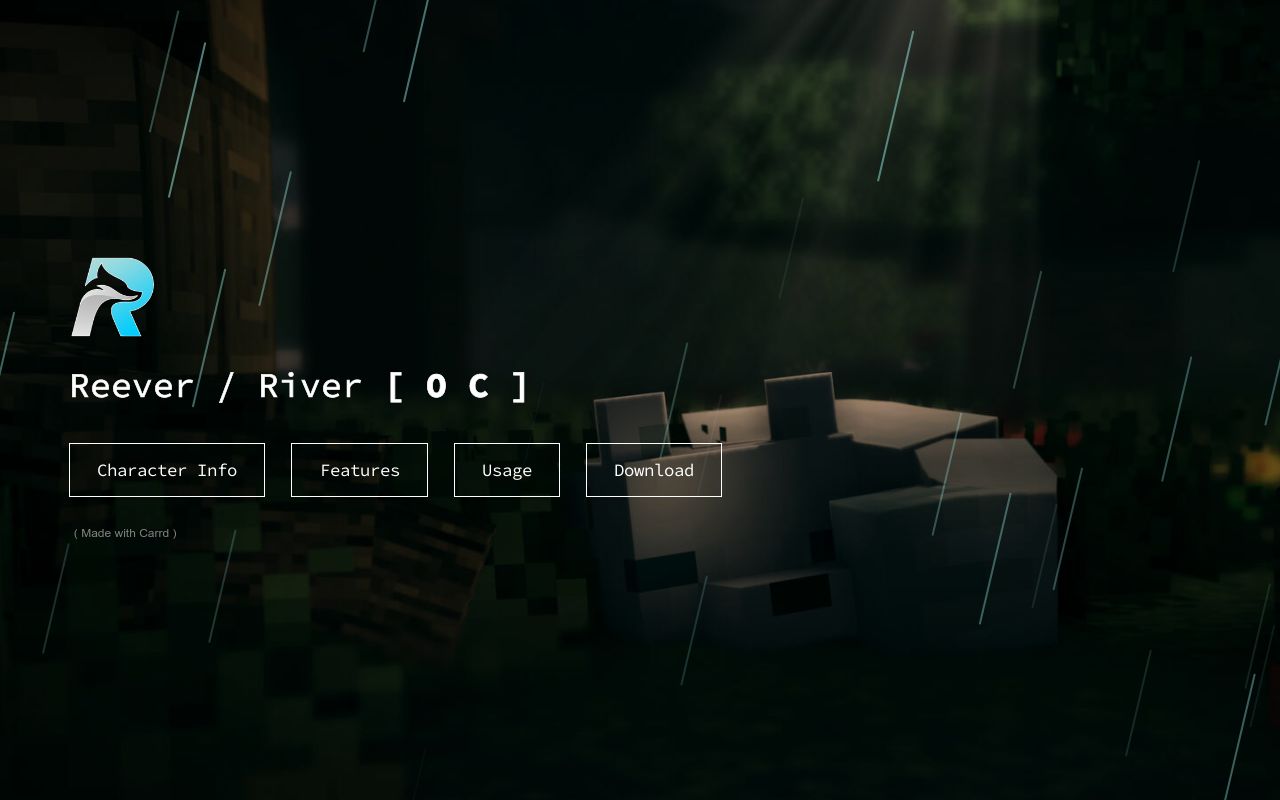 R
Reever / River [ O C ]
Character Info
Features
Usage
Download
( Made with Carrd )